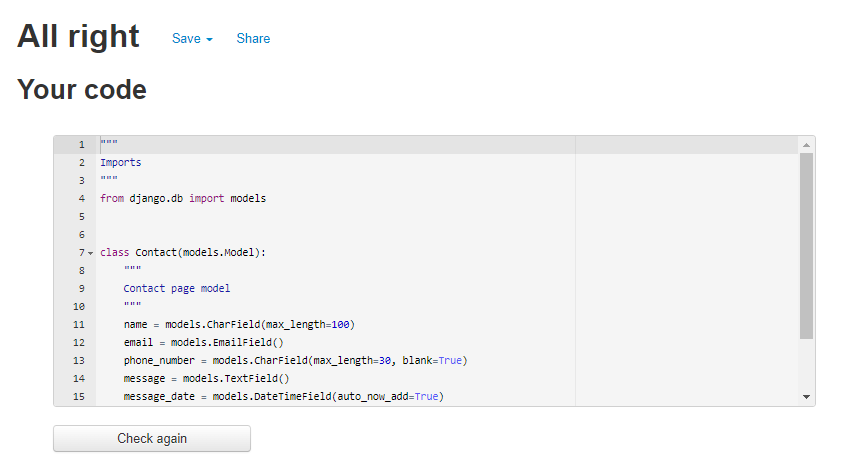 All right Save Share
Your code
1 """
2 Imports
3 """
4 from django.db import models
5
6
7 class Contact(models.Model):
8     """
9     Contact page model
10     """
11     name = models.CharField(max_length=100)
12     email = models.EmailField()
13     phone_number = models.CharField(max_length=30, blank=True)
14     message = models.TextField()
15     message_date = models.DateTimeField(auto_now_add=True)
Check again